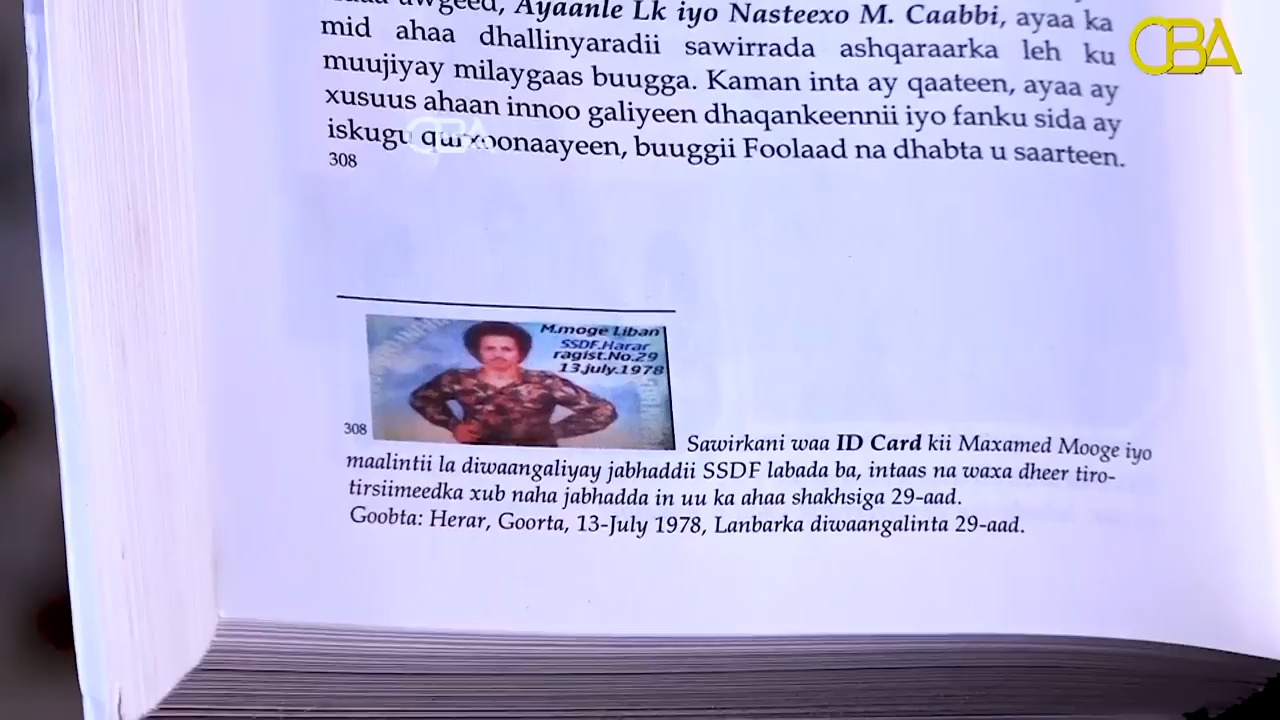 awgeed, Ayaanle Lk iyo Nasteexo M. Caabbi, ayaa ka
mid ahaa dhallinyaradii sawirrada ashqaraarka leh ku
muujiyay milaygaas buugga. Kaman inta ay qaateen, ayaa ay
xusuus ahaan innoo galiyeen dhaqankeennii iyo fanku sida ay
iskugu qurxoonaayeen, buuggii Foolaad na dhabta u saarteen.
308
CBA
CBA
M.moge Liban
SSDF.Harar
ragist.No.29
13.july.1978
308
Sawirkani waa ID Card kii Maxamed Mooge iyo
maalintii la diwaangaliyay jabhaddii SSDF labada ba, intaas na waxa dheer tiro-
tirsiimeedka xub naha jabhadda in uu ka ahaa shakhsiga 29-aad.
Goobta: Herar, Goorta, 13-July 1978, Lanbarka diwaangalinta 29-aad.